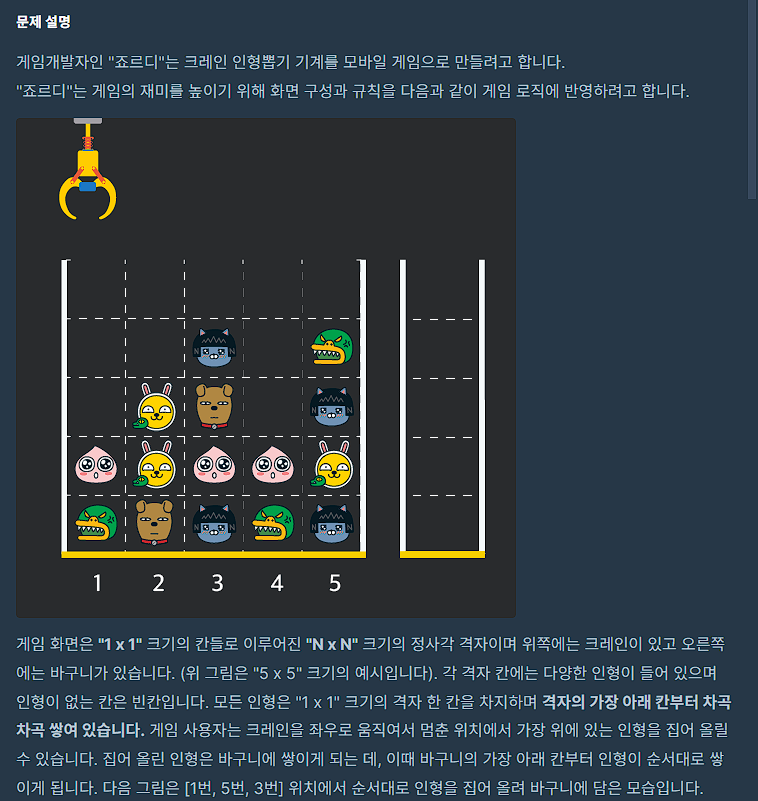 문제 설명
게임개발자인 "죠르디"는 크레인 인형뽑기 기계를 모바일 게임으로 만들려고 합니다.
"죠르디"는 게임의 재미를 높이기 위해 화면 구성과 규칙을 다음과 같이 게임 로직에 반영하려고 합니다.
1 2 3 4 5
게임 화면은 "1 x 1" 크기의 칸들로 이루어진 "N x N" 크기의 정사각 격자이며 위쪽에는 크레인이 있고 오른쪽
에는 바구니가 있습니다. (위 그림은 "5 x 5" 크기의 예시입니다). 각 격자 칸에는 다양한 인형이 들어 있으며
인형이 없는 칸은 빈칸입니다. 모든 인형은 "1 x 1" 크기의 격자 한 칸을 차지하며 격자의 가장 아래 칸부터 차곡
차곡 쌓여 있습니다. 게임 사용자는 크레인을 좌우로 움직여서 멈춘 위치에서 가장 위에 있는 인형을 집어 올릴
수 있습니다. 집어 올린 인형은 바구니에 쌓이게 되는 데, 이때 바구니의 가장 아래 칸부터 인형이 순서대로 쌓
이게 됩니다. 다음 그림은 [1번, 5번, 3번] 위치에서 순서대로 인형을 집어 올려 바구니에 담은 모습입니다.